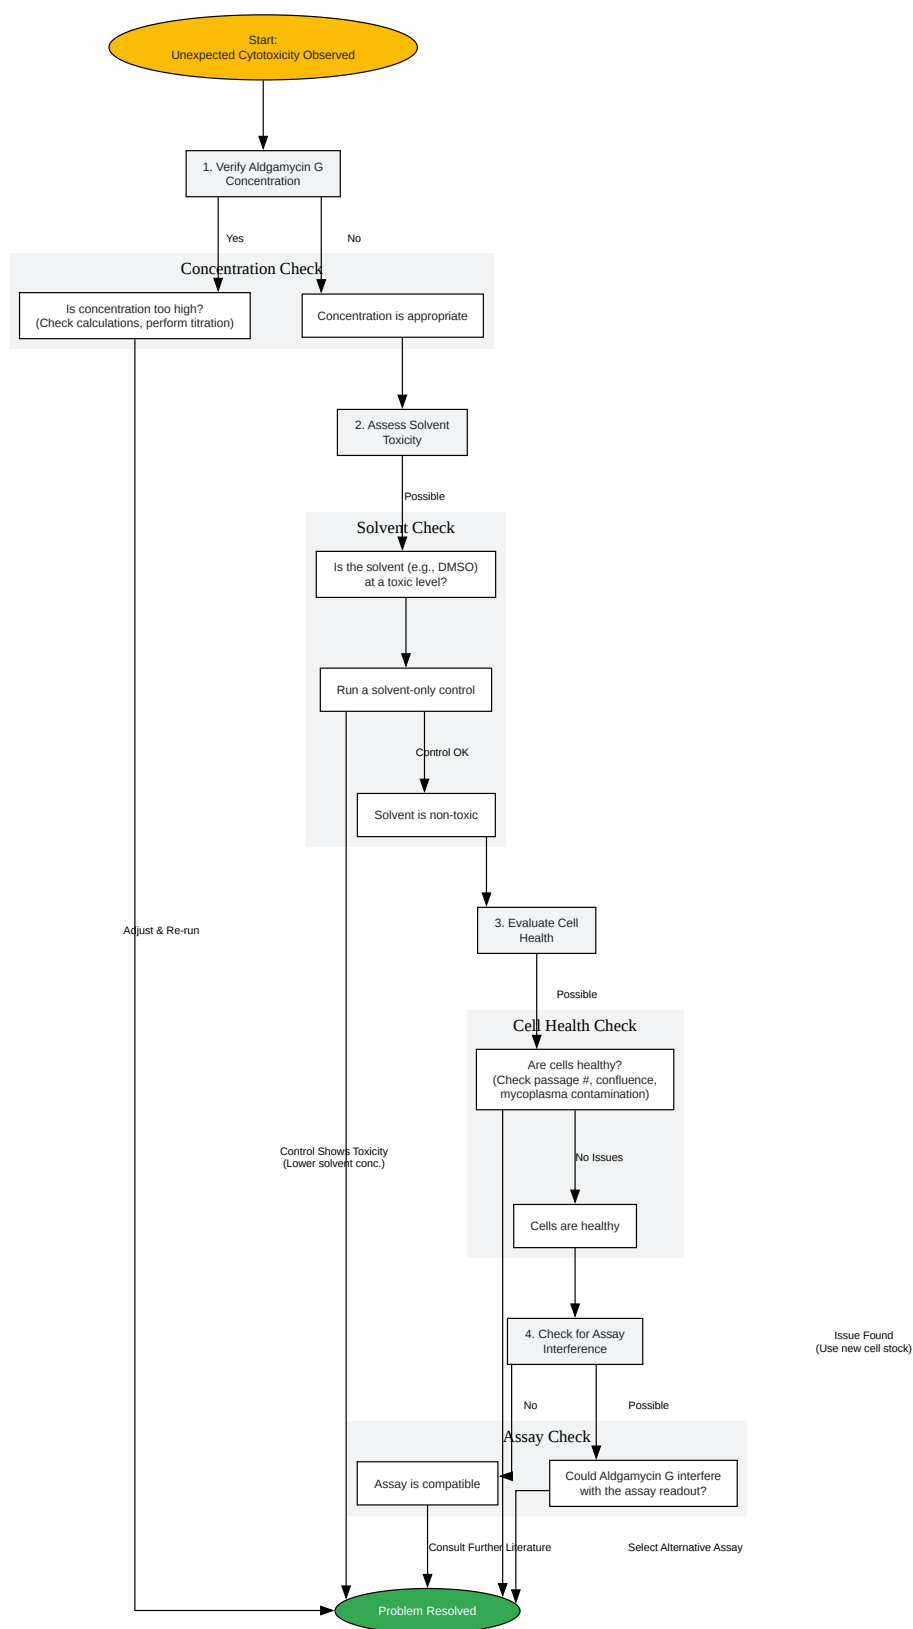 Start:
Unexpected Cytotoxicity Observed
1. Verify Aldgamycin G
Concentration
Yes
No
Concentration Check
Is concentration too high?
(Check calculations, perform titration)
Concentration is appropriate
2. Assess Solvent
Toxicity
Possible
Solvent Check
Is the solvent (e.g., DMSO)
at a toxic level?
Run a solvent-only control
Control OK
Solvent is non-toxic
3. Evaluate Cell
Health
Adjust & Re-run
Possible
Cell Health Check
Are cells healthy?
(Check passage #, confluence,
mycoplasma contamination)
Control Shows Toxicity
(Lower solvent conc.)
No Issues
Cells are healthy
4. Check for Assay
Interference
Issue Found
(Use new cell stock)
No
Possible
Assay Check
Assay is compatible
Could Aldgamycin G interfere
with the assay readout?
Consult Further Literature
Select Alternative Assay
Problem Resolved